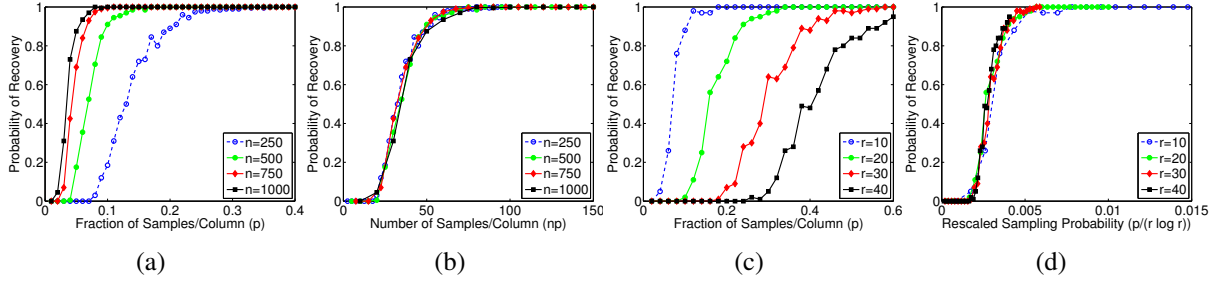 Probability of Recovery
1
0.8
0.6
0.4
0.2
0
0
0.1
0.2
0.3
0.4
Fraction of Samples/Column (p)
n=250
n=500
n=750
n=1000
(a)
Probability of Recovery
1
0.8
0.6
0.4
0.2
0
0
50
100
150
Number of Samples/Column (np)
n=250
n=500
n=750
n=1000
(b)
Probability of Recovery
1
0.8
0.6
0.4
0.2
0
0
0.2
0.4
0.6
Fraction of Samples/Column (p)
r=10
r=20
r=30
r=40
(c)
Probability of Recovery
1
0.8
0.6
0.4
0.2
0
0
0.005
0.01
0.015
Rescaled Sampling Probability (p/(r log r))
r=10
r=20
r=30
r=40
(d)